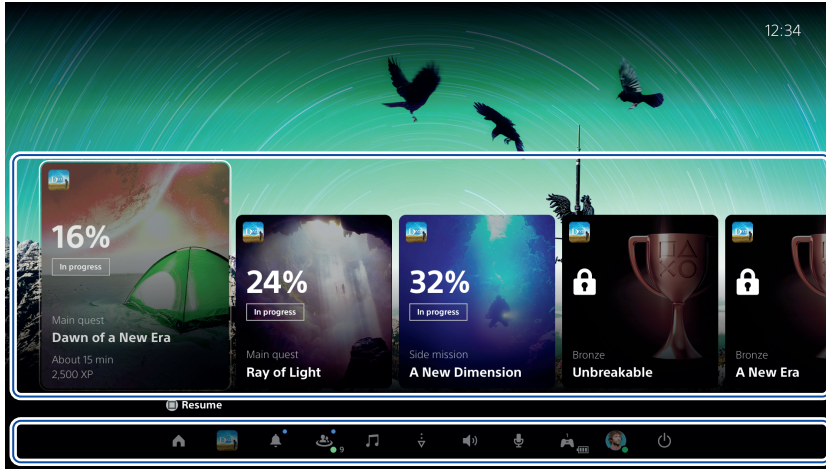 12:34
16%
In progress
Main quest
Dawn of a New Era
About 15 min
2,500 XP
24%
In progress
Main quest
Ray of Light
32%
In progress
Side mission
A New Dimension
Bronze
Unbreakable
Bronze
A New Era
Resume
9